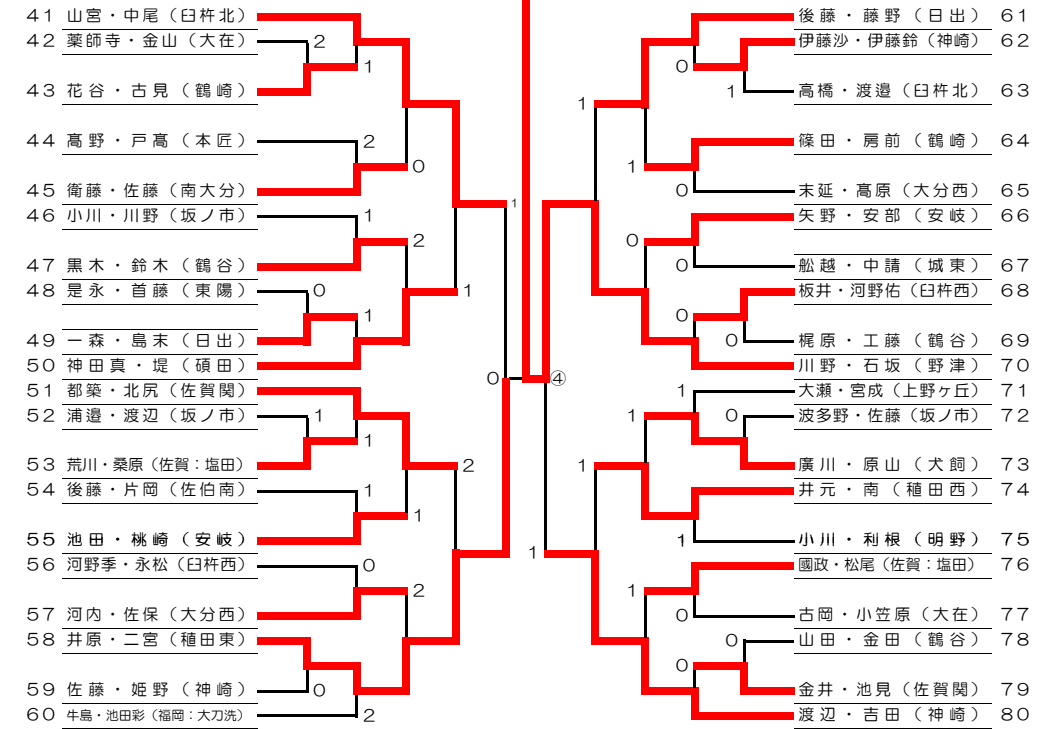 41 山宮・中尾（臼杵北）
42 薬師寺・金山（大在）
43 花谷・古見（鶴崎）
44 髙野・戸髙（本匠）
45 衛藤・佐藤（南大分）
46 小川・川野（坂ノ市）
47 黒木・鈴木（鶴谷）
48 是永・首藤（東陽）
49 一森・島末（日出）
50 神田真・堤（碩田）
51 都築・北尻（佐賀関）
52 浦邉・渡辺（坂ノ市）
53 荒川・桑原（佐賀：塩田）
54 後藤・片岡（佐伯南）
55 池田・桃崎（安岐）
56 河野季・永松（臼杵西）
57 河内・佐保（大分西）
58 井原・二宮（稙田東）
59 佐藤・姫野（神崎）
60 牛島・池田彩（福岡：大刀洗）
2
1
2
0
1
2
0
1
1
1
1
1
2
1
1
0
2
0
2
0
④
後藤・藤野（日出） 61
伊藤沙・伊藤鈴（神崎） 62
高橋・渡邉（臼杵北） 63
篠田・房前（鶴崎） 64
末延・高原（大分西） 65
矢野・安部（安岐） 66
舩越・中請（城東） 67
板井・河野佑（臼杵西） 68
梶原・工藤（鶴谷） 69
川野・石坂（野津） 70
大瀬・宮成（上野ヶ丘） 71
波多野・佐藤（坂ノ市） 72
廣川・原山（犬飼） 73
井元・南（稙田西） 74
小川・利根（明野） 75
國政・松尾（佐賀：塩田） 76
古岡・小笠原（大在） 77
山田・金田（鶴谷） 78
金井・池見（佐賀関） 79
渡辺・吉田（神崎） 80
0
1
1
1
0
0
0
0
0
1
1
0
1
1
1
1
0
0
0